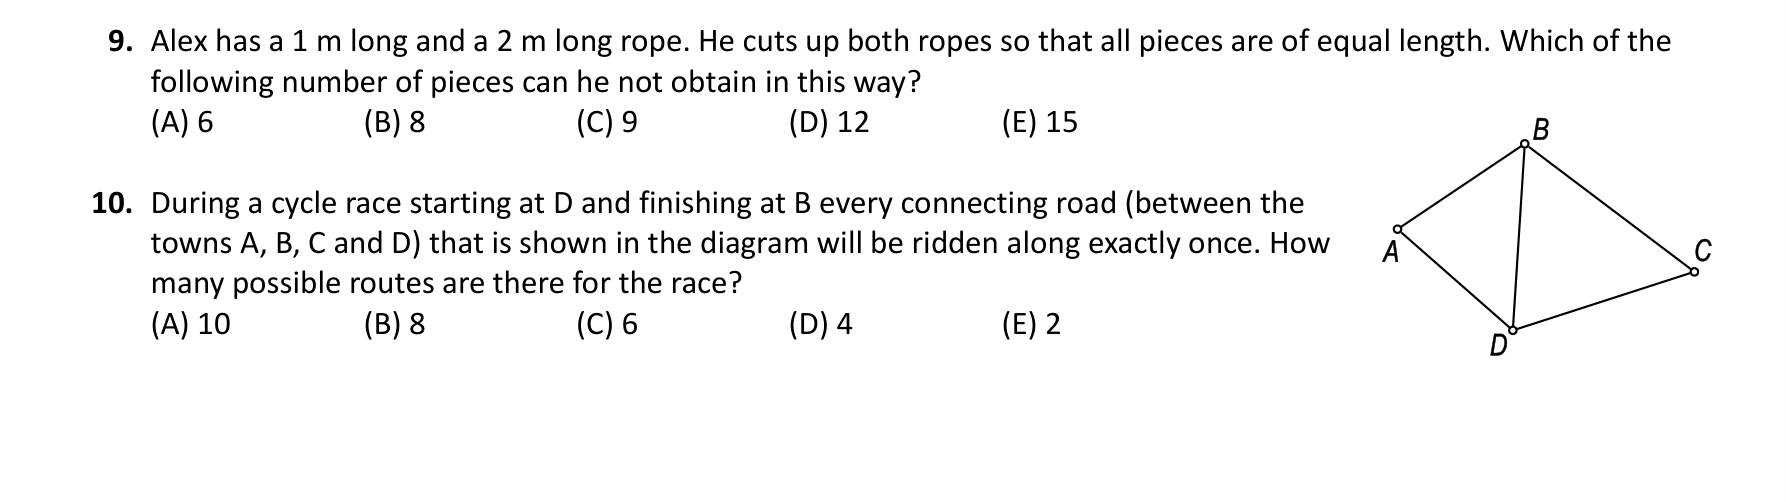 9. Alex has a 1 m long and a 2 m long rope. He cuts up both ropes so that all pieces are of equal length. Which of the
following number of pieces can he not obtain in this way?
(A) 6 (B) 8 (C) 9 (D) 12 (E) 15
10. During a cycle race starting at D and finishing at B every connecting road (between the
towns A, B, C and D) that is shown in the diagram will be ridden along exactly once. How
many possible routes are there for the race?
(A) 10 (B) 8 (C) 6 (D) 4 (E) 2
B
A
C
D